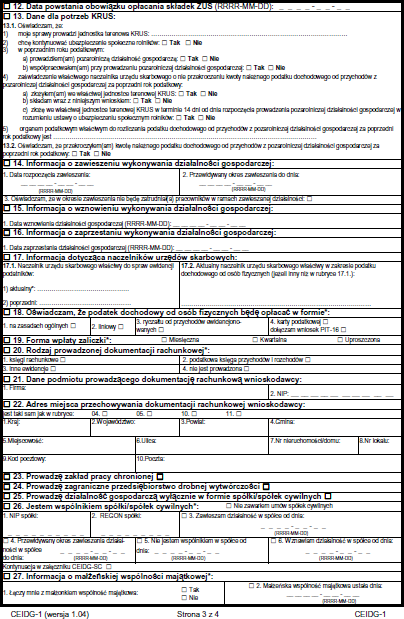 ☐ 12. Data powstania obowiązku opłacania składek ZUS (RRRR-MM-DD): _ _ _ _ - _ _ - _ _
☐ 13. Dane dla potrzeb KRUS:
13.1. Oświadczam, że:
1) moje sprawy prowadzi jednostka terenowa KRUS: ........
2) chcę kontynuować ubezpieczenie społeczne rolników: ☐ Tak ☐ Nie
3) w poprzednim roku podatkowym:
a) prowadziłem(am) pozarolniczą działalność gospodarczą: ☐ Tak ☐ Nie
b) współpracowałem(am) przy prowadzeniu pozarolniczej działalności gospodarczej: ☐ Tak ☐ Nie
4) zaświadczenie właściwego naczelnika urzędu skarbowego o nie przekroczeniu kwoty należnego podatku dochodowego od przychodów z
pozarolniczej działalności gospodarczej za poprzedni rok podatkowy:
a) złożyłem(am) we właściwej jednostce terenowej KRUS: ☐ Tak ☐ Nie
b) składam wraz z niniejszym wnioskiem: ☐ Tak ☐ Nie
c) złożę we właściwej jednostce terenowej KRUS w terminie 14 dni od dnia rozpoczęcia prowadzenia pozarolniczej działalności gospodarczej w
rozumieniu ustawy o ubezpieczeniu społecznym rolników: ☐ Tak ☐ Nie
5) organem podatkowym właściwym do rozliczania podatku dochodowego od przychodów z pozarolniczej działalności gospodarczej za poprzedni
rok podatkowy jest ........
13.2. Oświadczam, że przekroczyłem(am) kwotę należnego podatku dochodowego od przychodów z pozarolniczej działalności gospodarczej za
poprzedni rok podatkowy: ☐ Tak ☐ Nie
☐ 14. Informacja o zawieszeniu wykonywania działalności gospodarczej:
1. Data rozpoczęcia zawieszenia: 2. Przewidywany okres zawieszenia do dnia:
_ _ _ _ - _ _ - _ _ _ _ _ _ - _ _ - _ _
(RRRR-MM-DD) (RRRR-MM-DD)
3. Oświadczam, że w okresie zawieszenia nie będę zatrudniał(a) pracowników w ramach zawieszanej działalności: ☐
☐ 15. Informacja o wznowieniu wykonywania działalności gospodarczej:
1. Data wznowienia działalności gospodarczej (RRRR-MM-DD): _ _ _ _ - _ _ - _ _
☐ 16. Informacja o zaprzestaniu wykonywania działalności gospodarczej:
1. Data zaprzestania działalności gospodarczej (RRRR-MM-DD): _ _ _ _ - _ _ - _ _
☐ 17. Informacja dotycząca naczelników urzędów skarbowych:
17.1. Naczelnik urzędu skarbowego właściwy do spraw ewidencji 17.2. Aktualny naczelnik urzędu skarbowego właściwy w zakresie podatku
podatników: dochodowego od osób fizycznych (jeżeli inny niż w rubryce 17.1.):
1) aktualny*: ........
2) poprzedni: ........
☐ 18. Oświadczam, że podatek dochodowy od osób fizycznych będę opłacać w formie*:
1. na zasadach ogólnych ☐ 2. liniowy ☐ 3. ryczałtu od przychodów ewidencjono- 4. karty podatkowej ☐
wanych ☐ dołączam wniosek PIT-16 ☐
☐ 19. Forma wpłaty zaliczki*: ☐ Miesięczna ☐ Kwartalna ☐ Uproszczona
☐ 20. Rodzaj prowadzonej dokumentacji rachunkowej*:
1. księgi rachunkowe ☐ 2. podatkowa księga przychodów i rozchodów ☐
3. inne ewidencje ☐ 4. nie jest prowadzona ☐
☐ 21. Dane podmiotu prowadzącego dokumentację rachunkową wnioskodawcy:
1. Firma:
2. NIP: _ _ _ _ _ _ _ _ _ _
☐ 22. Adres miejsca przechowywania dokumentacji rachunkowej wnioskodawcy:
jest taki sam jak w rubryce: 04. ☐ 05. ☐ 10. ☐ 11. ☐
1.Kraj: 2.Województwo: 3.Powiat: 4.Gmina:
5.Miejscowość: 6.Ulica: 7.Nr nieruchomości/domu: 8.Nr lokalu:
9.Kod pocztowy: 10.Poczta:
☐ 23. Prowadzę zakład pracy chronionej ☐
☐ 24. Prowadzę zagraniczne przedsiębiorstwo drobnej wytwórczości ☐
☐ 25. Prowadzę działalność gospodarczą wyłącznie w formie spółki/spółek cywilnych ☐
☐ 26. Jestem wspólnikiem spółki/spółek cywilnych*: ☐ Nie zawarłem umów spółek cywilnych
1. NIP spółki: 2. REGON spółki: ☐ 3. Zawieszam działalność w spółce od dnia:
_ _ _ _ - _ _ - _ _
(RRRR-MM-DD)
☐ 4. Przewidywany okres zawieszenia działal- ☐ 5. Nie jestem wspólnikiem w spółce od ☐ 6. Wznawiam działalność w spółce od dnia:
ności w spółce dnia:
do dnia: (RRRR-MM-DD) (RRRR-MM-DD) (RRRR-MM-DD)
Kontynuacja w załączniku CEIDG-SC ☐
☐ 27. Informacja o małżeńskiej wspólności majątkowej*:
1. Łączy mnie z małżonkiem wspólność majątkowa: ☐ Tak ☐ 2. Małżeńska wspólność majątkowa ustała dnia:
☐ Nie _ _ _ _ - _ _ - _ _
(RRRR-MM-DD)
CEIDG-1 (wersja 1.04) Strona 3 z 4 CEIDG-1